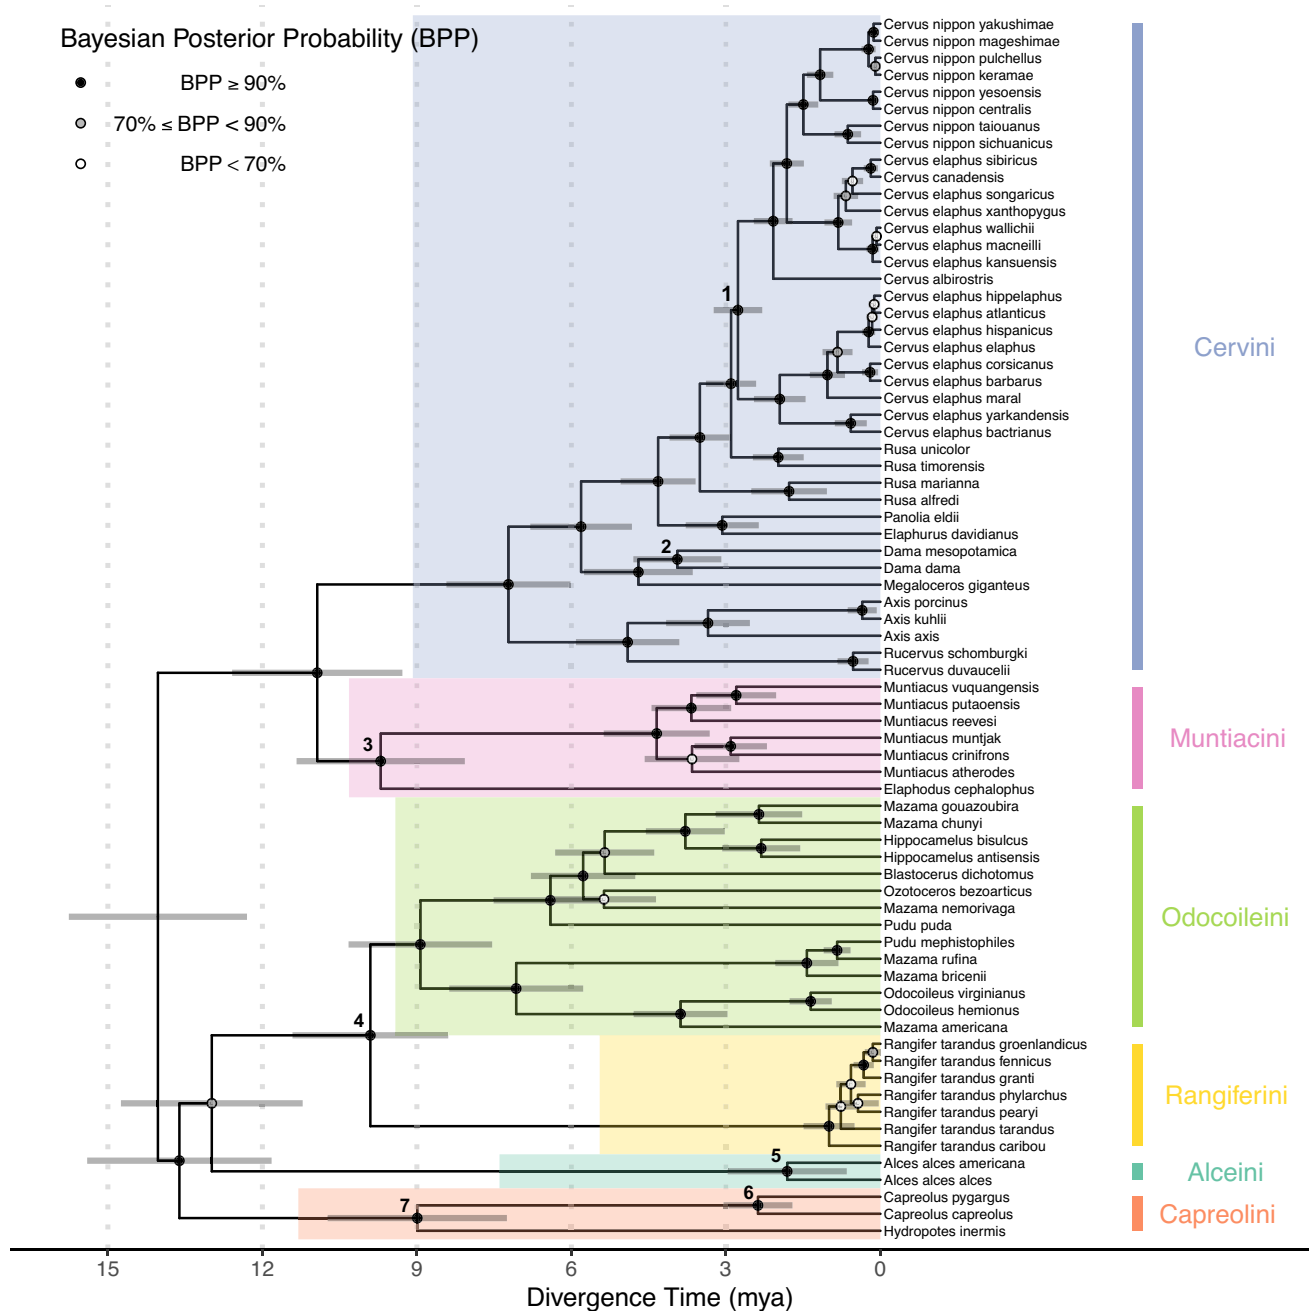 Bayesian Posterior Probability (BPP)
BPP ≥ 90%
70% ≤ BPP < 90%
BPP < 70%
Cervus nippon yakushimae
Cervus nippon mageshimae
Cervus nippon pulchellus
Cervus nippon keramae
Cervus nippon yesoensis
Cervus nippon centralis
Cervus nippon taiouanus
Cervus nippon sichuanicus
Cervus elaphus sibiricus
Cervus canadensis
Cervus elaphus songaricus
Cervus elaphus xanthopygus
Cervus elaphus wallichii
Cervus elaphus macneilli
Cervus elaphus kansuensis
Cervus albirostris
1
Cervus elaphus hippelaphus
Cervus elaphus atlanticus
Cervus elaphus hispanicus
Cervus elaphus elaphus
Cervini
Cervus elaphus corsicanus
Cervus elaphus barbarus
Cervus elaphus maral
Cervus elaphus yarkandensis
Cervus elaphus bactrianus
Rusa unicolor
Rusa timorensis
Rusa marianna
Rusa alfredi
Panolia eldii
Elaphurus davidianus
2
Dama mesopotamica
Dama dama
Megaloceros giganteus
Axis porcinus
Axis kuhlii
Axis axis
Rucervus schomburgki
Rucervus duvaucelii
Muntiacus vuquangensis
Muntiacus putaoensis
Muntiacus reevesi
Muntiacus muntjak
Muntiacini
3
Muntiacus crinifrons
Muntiacus atherodes
Elaphodus cephalophus
Mazama gouazoubira
Mazama chunyi
Hippocamelus bisulcus
Hippocamelus antisensis
Blastocerus dichotomus
Ozotoceros bezoarticus
Mazama nemorivaga
Odocoileini
Pudu puda
Pudu mephistophiles
Mazama rufina
Mazama bricenii
Odocoileus virginianus
Odocoileus hemionus
4
Mazama americana
Rangifer tarandus groenlandicus
Rangifer tarandus fennicus
Rangifer tarandus granti
Rangifer tarandus phylarchus
Rangiferini
Rangifer tarandus pearyi
Rangifer tarandus tarandus
Rangifer tarandus caribou
5
Alces alces americana
Alceini
Alces alces alces
6
Capreolus pygargus
7
Capreolus capreolus
Capreolini
Hydropotes inermis
15 12 9 6 3 0
Divergence Time (mya)